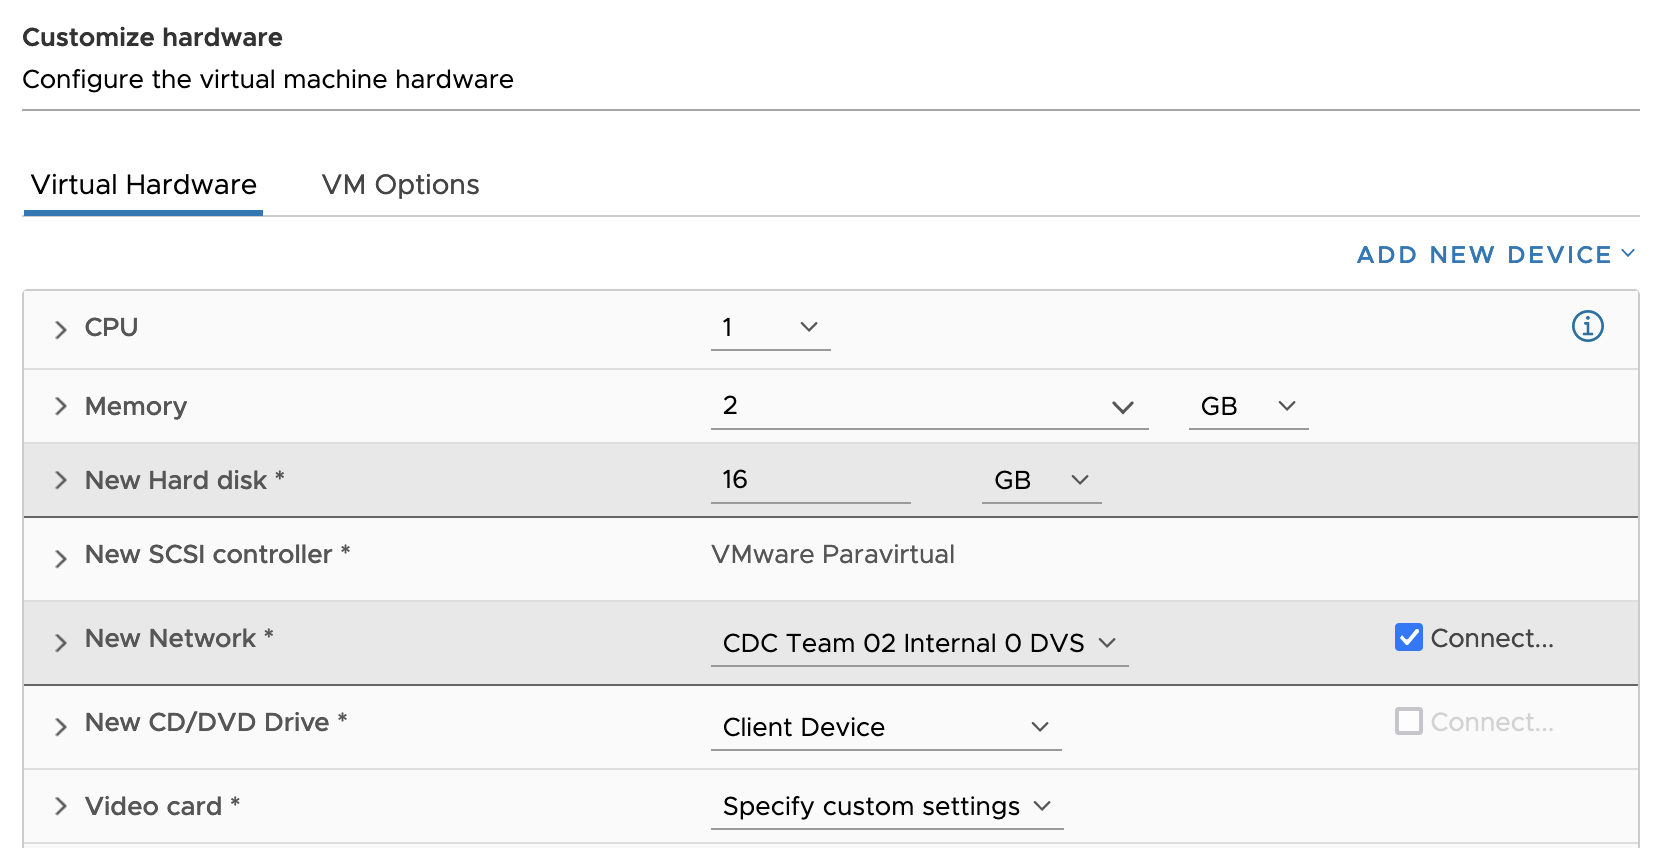 Customize hardware
Configure the virtual machine hardware
Virtual Hardware VM Options
ADD NEW DEVICE
CPU 1
Memory 2 GB
New Hard disk * 16 GB
New SCSI controller * VMware Paravirtual
New Network * CDC Team 02 Internal 0 DVS Connect...
New CD/DVD Drive * Client Device Connect...
Video card * Specify custom settings